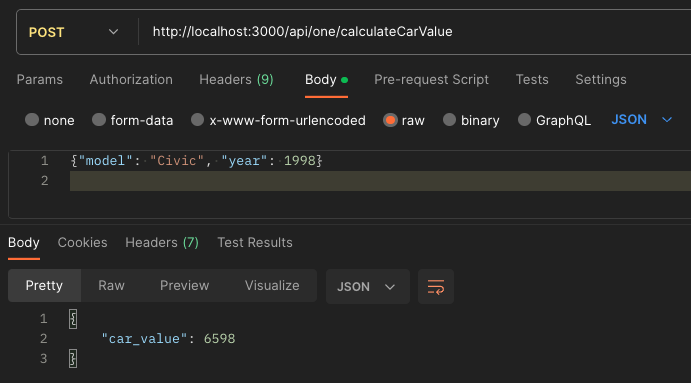 POST http://localhost:3000/api/one/calculateCarValue
Params Authorization Headers (9) Body Pre-request Script Tests Settings
none form-data x-www-form-urlencoded raw binary GraphQL JSON
1 {"model": "Civic", "year": 1998}
2
Body Cookies Headers (7) Test Results
Pretty Raw Preview Visualize JSON
1 {
2 "car_value": 6598
3 }